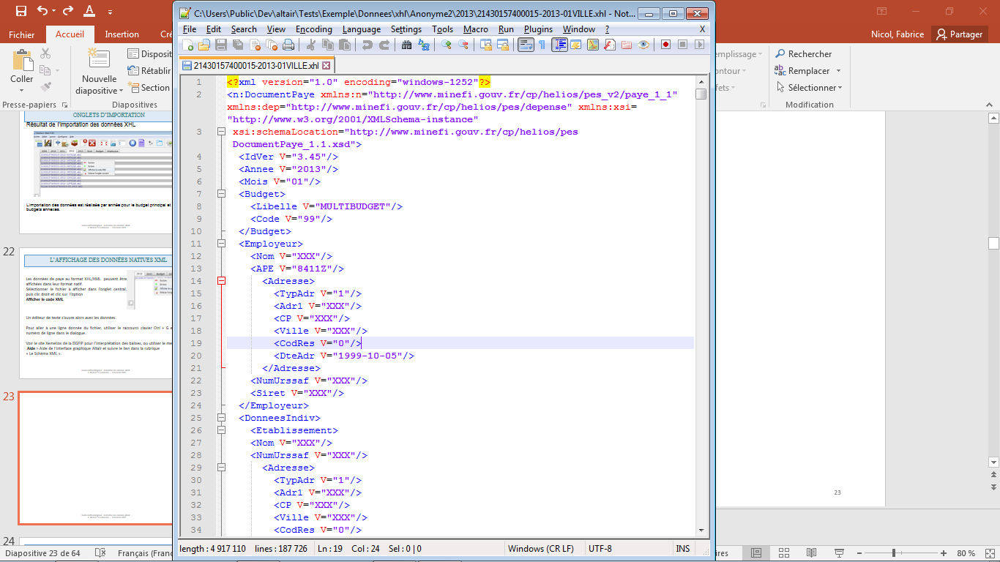 C:\Users\Public\Dev\altair\Tests\Exemple\Donnees\xhl\Anonyme2\2013\21430157400015-2013-01VILLE.xhl - Not...
File Edit Search View Encoding Language Settings Tools Macro Run Plugins Window ? X
21430157400015-2013-01VILLE.xhl
1 <?xml version="1.0" encoding="windows-1252"?>
2 <n:DocumentPaye xmlns:n="http://www.minefi.gouv.fr/cp/helios/pes_v2/paye_1_1"
xmlns:dep="http://www.minefi.gouv.fr/cp/helios/pes/depense" xmlns:xsi=
"http://www.w3.org/2001/XMLSchema-instance"
3 xsi:schemaLocation="http://www.minefi.gouv.fr/cp/helios/pes
DocumentPaye_1.1.xsd">
4 <IdVer V="3.45"/>
5 <Annee V="2013"/>
6 <Mois V="01"/>
7 <Budget>
8 <Libelle V="MULTIBUDGET"/>
9 <Code V="99"/>
10 </Budget>
11 <Employeur>
12 <Nom V="XXX"/>
13 <APE V="8411Z"/>
14 <Adresse>
15 <TypAdr V="1"/>
16 <Adr1 V="XXX"/>
17 <CP V="XXX"/>
18 <Ville V="XXX"/>
19 <CodRes V="0"/>
20 <DteAdr V="1999-10-05"/>
21 </Adresse>
22 <NumUrssaf V="XXX"/>
23 <Siret V="XXX"/>
24 </Employeur>
25 <DonneesIndiv>
26 <Etablissement>
27 <Nom V="XXX"/>
28 <NumUrssaf V="XXX"/>
29 <Adresse>
30 <TypAdr V="1"/>
31 <Adr1 V="XXX"/>
32 <CP V="XXX"/>
33 <Ville V="XXX"/>
34 <CodRes V="0"/>
length : 4 917 110 lines : 187 726 Ln : 19 Col : 24 Sel : 0 | 0 Windows (CR LF) UTF-8 INS
Fichier Accueil Insertion Cré
Nicol, Fabrice Partager
Coller
Nouvelle
diapositive
Disposit
Rétablir
Section
Presse-papiers
Diapositives
emplissage
ontour
fets
Rechercher
Remplacer
Sélectionner
Modification
ONGLETS D'IMPORTATION
Résultat de l'importation des données XHL
L'importation des données est réalisée par année pour le budget principal et
budgets annexes.
22
L'AFFICHAGE DES DONNÉES NATIVES XML
Les données de paye au format XHL/XML peuvent être
affichées dans leur format natif.
Sélectionner le fichier à afficher dans l'onglet central,
puis clic droit et clic sur l'option
Afficher le code XML
Un éditeur de texte s'ouvre alors avec les données.
Pour aller à une ligne donnée du fichier, utiliser le raccourci clavier Ctrl + G e
numéro de ligne dans le dialogue.
Voir le site Xemelios de la DGFIP pour l'interprétation des balises, ou utiliser le me
Aide > Aide de l'interface graphique Altair et suivre le lien dans la rubrique
« Le Schéma XML ».
23
24
23
Diapositive 23 de 64 Français (Franc
ires
80 %